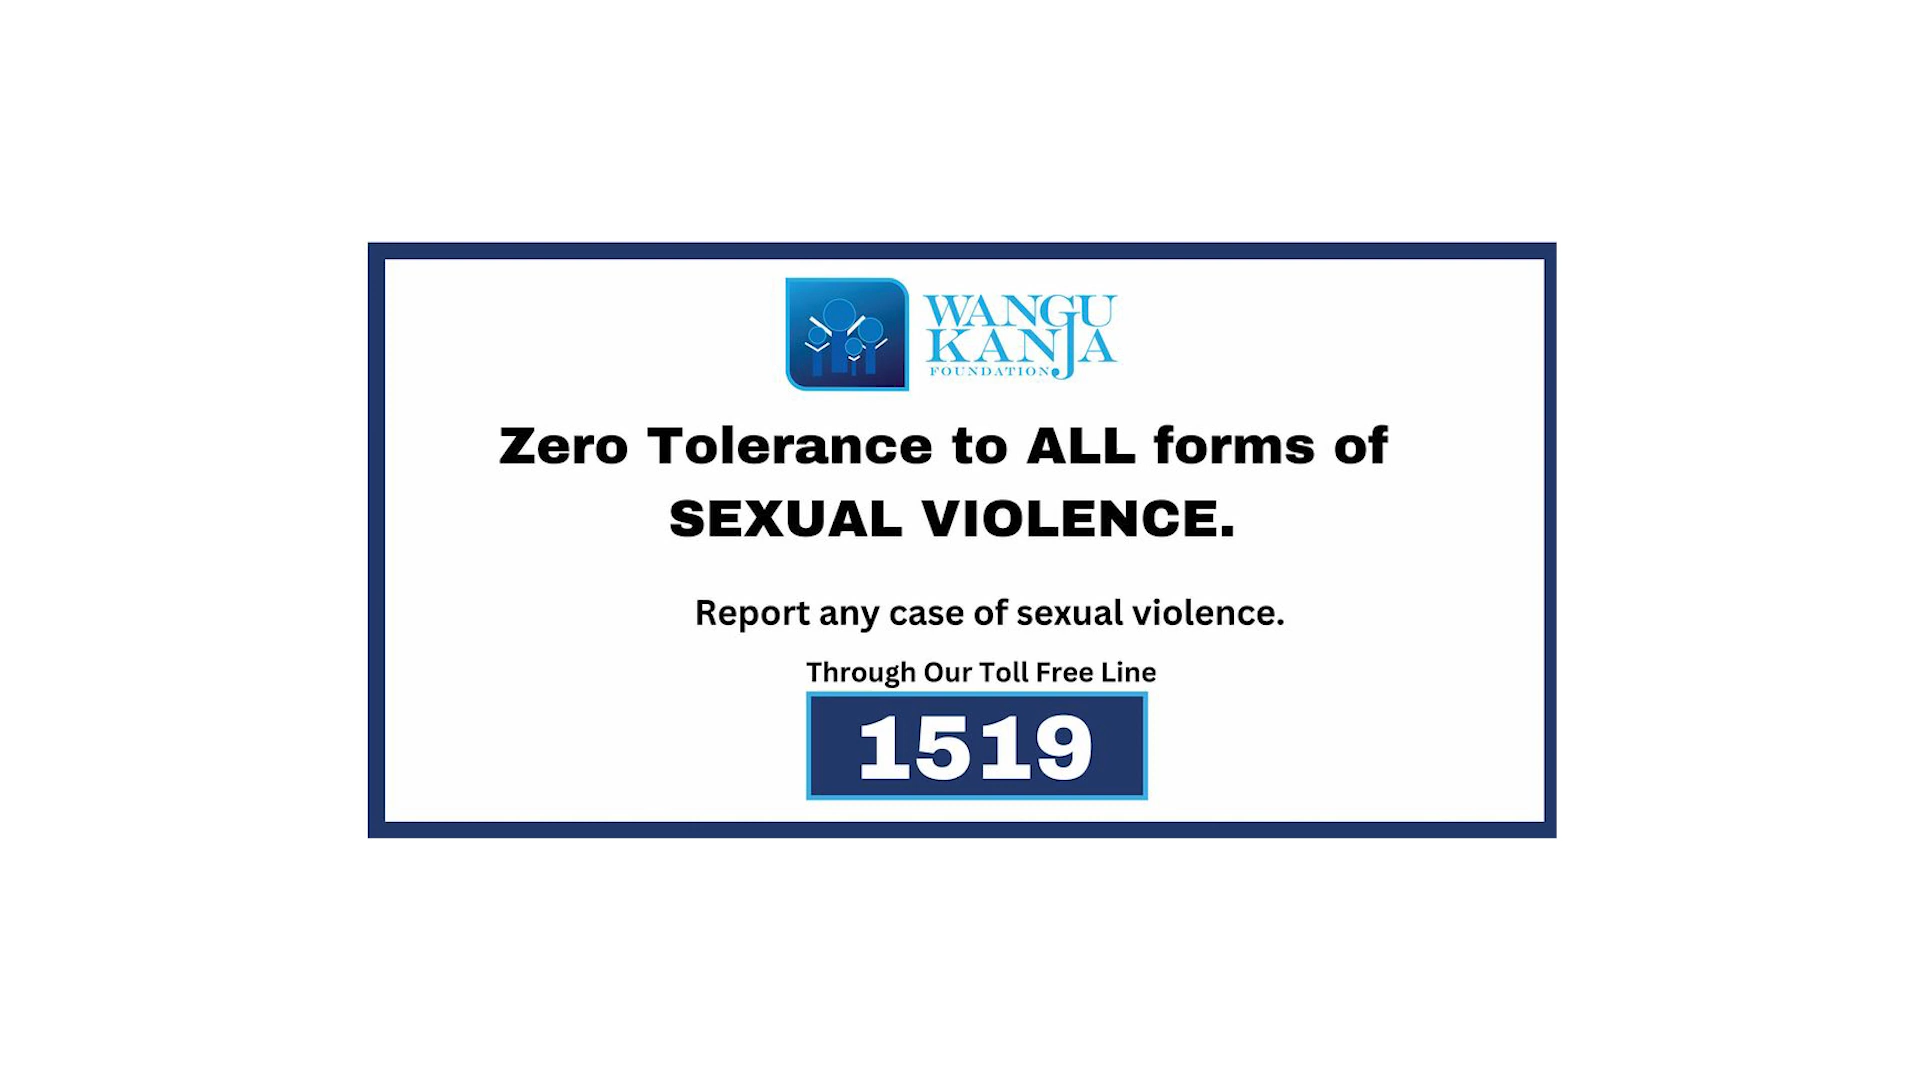 WANGU
KANJA
FOUNDATION
Zero Tolerance to ALL forms of
SEXUAL VIOLENCE.
Report any case of sexual violence.
Through Our Toll Free Line
1519